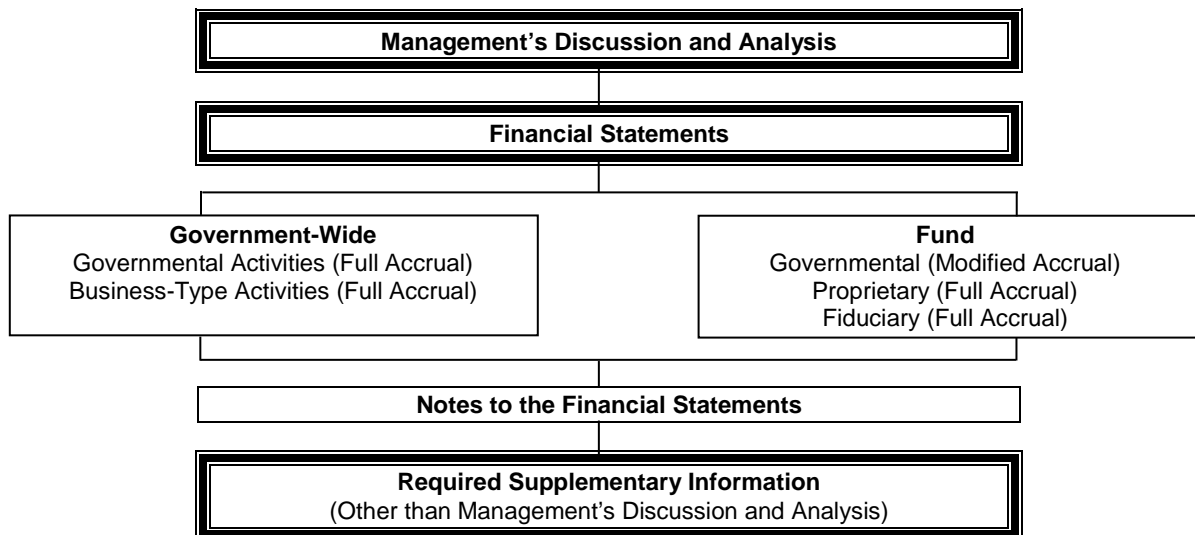 Management’s Discussion and Analysis
Financial Statements
Government-Wide
Governmental Activities (Full Accrual)
Business-Type Activities (Full Accrual)
Fund
Governmental (Modified Accrual)
Proprietary (Full Accrual)
Fiduciary (Full Accrual)
Notes to the Financial Statements
Required Supplementary Information
(Other than Management’s Discussion and Analysis)